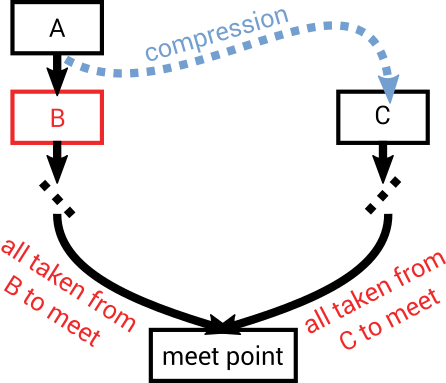 A
compression
B
C
all taken from
B to meet
all taken from
C to meet
meet point